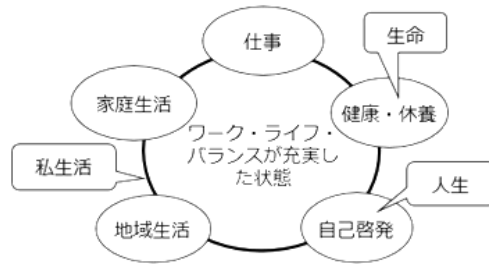 仕事
生命
家庭生活
健康・休養
ワーク・ライフ・
バランスが充実し
た状態
私生活
人生
地域生活
自己啓発